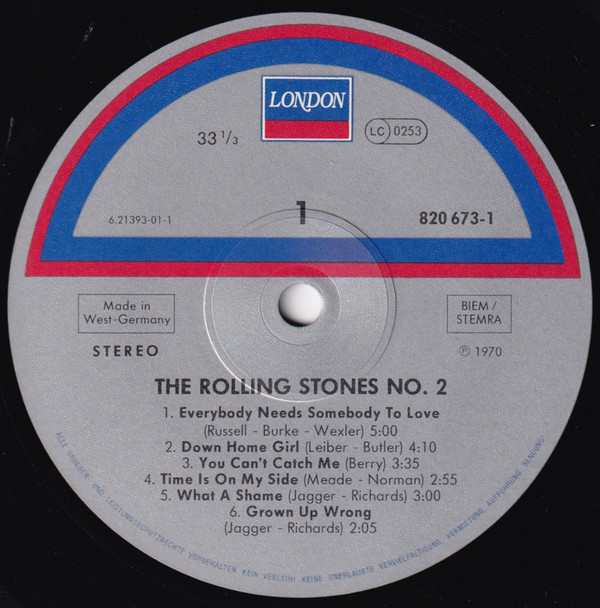 LONDON
33 1/3
LC 0253
1
6.21393-01-1
820 673-1
Made in
West-Germany
BIEM /
STEMRA
STEREO
℗ 1970
THE ROLLING STONES NO. 2
1. Everybody Needs Somebody To Love
(Russell - Burke - Wexler) 5:00
2. Down Home Girl (Leiber - Butler) 4:10
3. You Can't Catch Me (Berry) 3:35
4. Time Is On My Side (Meade - Norman) 2:55
5. What A Shame (Jagger - Richards) 3:00
6. Grown Up Wrong
(Jagger - Richards) 2:05
ALLE URHEBER- UND LEISTUNGSSCHUTZRECHTE VORBEHALTEN KEIN VERLEIH! KEINE UNERLAUBTE VERVIELFÄLTIGUNG, VERMIETUNG, AUFFÜHRUNG, SENDUNG!